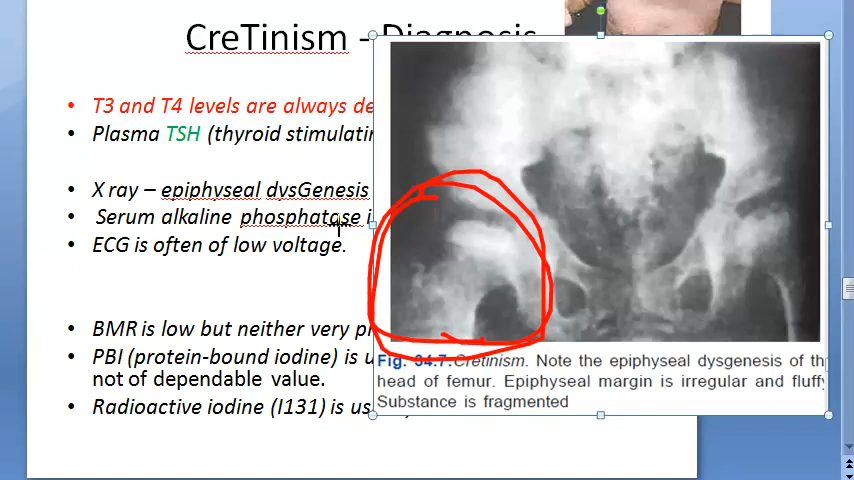 CreTinism – Diagnosis
T3 and T4 levels are always de
Plasma TSH (thyroid stimulatin
X ray – epiphyseal dysGenesis
Serum alkaline phosphatase i
ECG is often of low voltage.
BMR is low but neither very p
PBI (protein-bound iodine) is u
not of dependable value.
Radioactive iodine (I131) is us
Fig. 34.7: Cretinism. Note the epiphyseal dysgenesis of th
head of femur. Epiphyseal margin is irregular and fluffy
Substance is fragmented